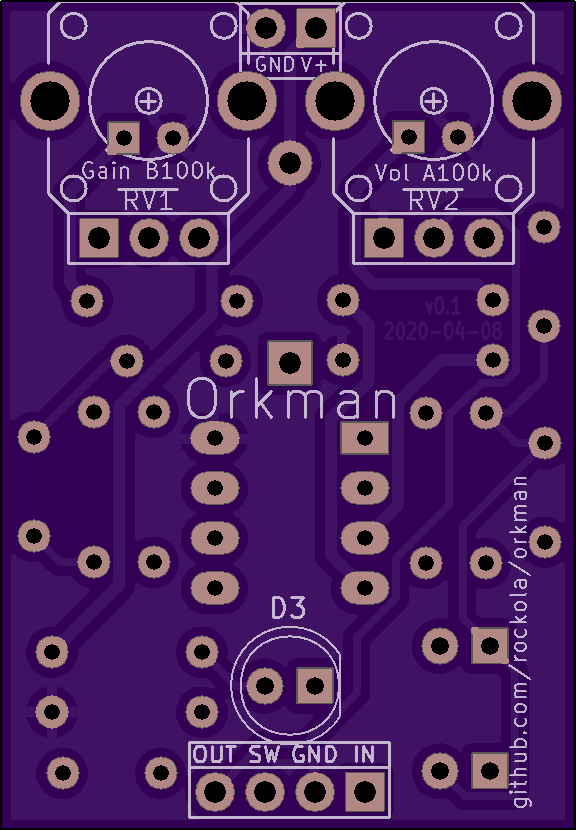 GND V+
Gain B100k
RV1
Vol A100k
RV2
v0.1
2020-04-08
Orkman
github.com/rockola/orkman
D3
OUT SW GND IN